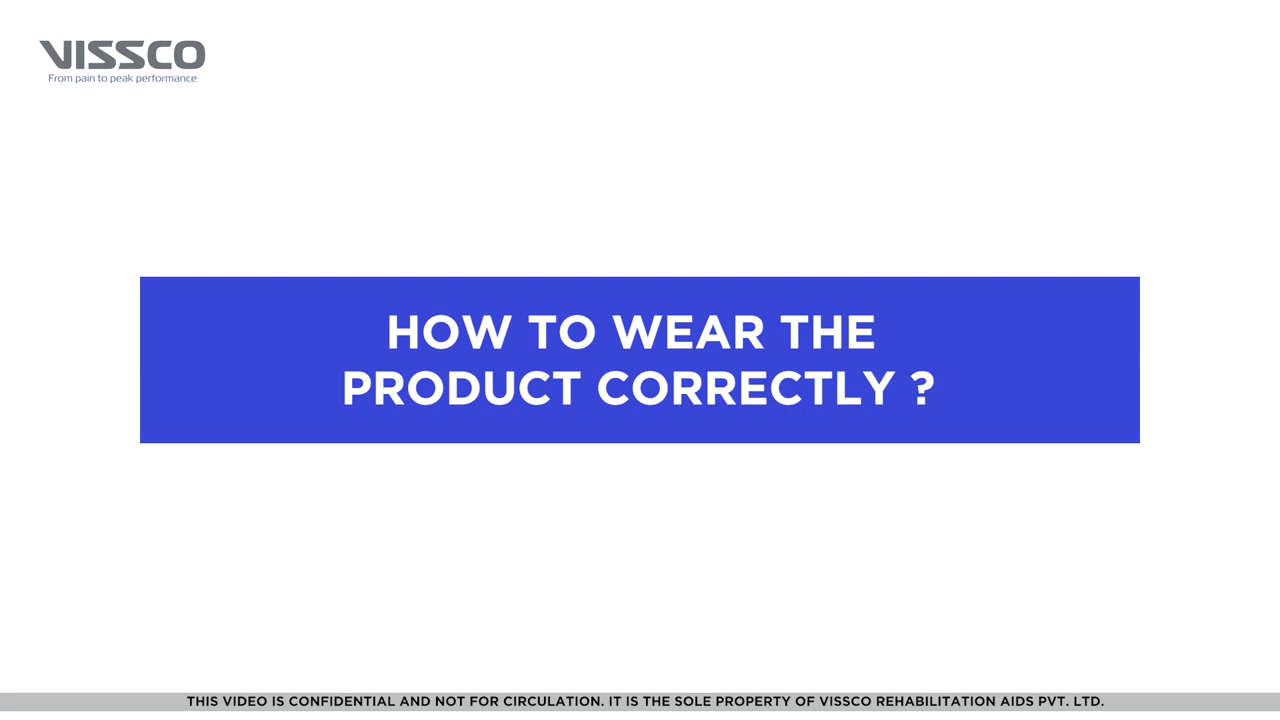 VISSCO
From pain to peak performance
HOW TO WEAR THE
PRODUCT CORRECTLY ?
THIS VIDEO IS CONFIDENTIAL AND NOT FOR CIRCULATION. IT IS THE SOLE PROPERTY OF VISSCO REHABILITATION AIDS PVT. LTD.